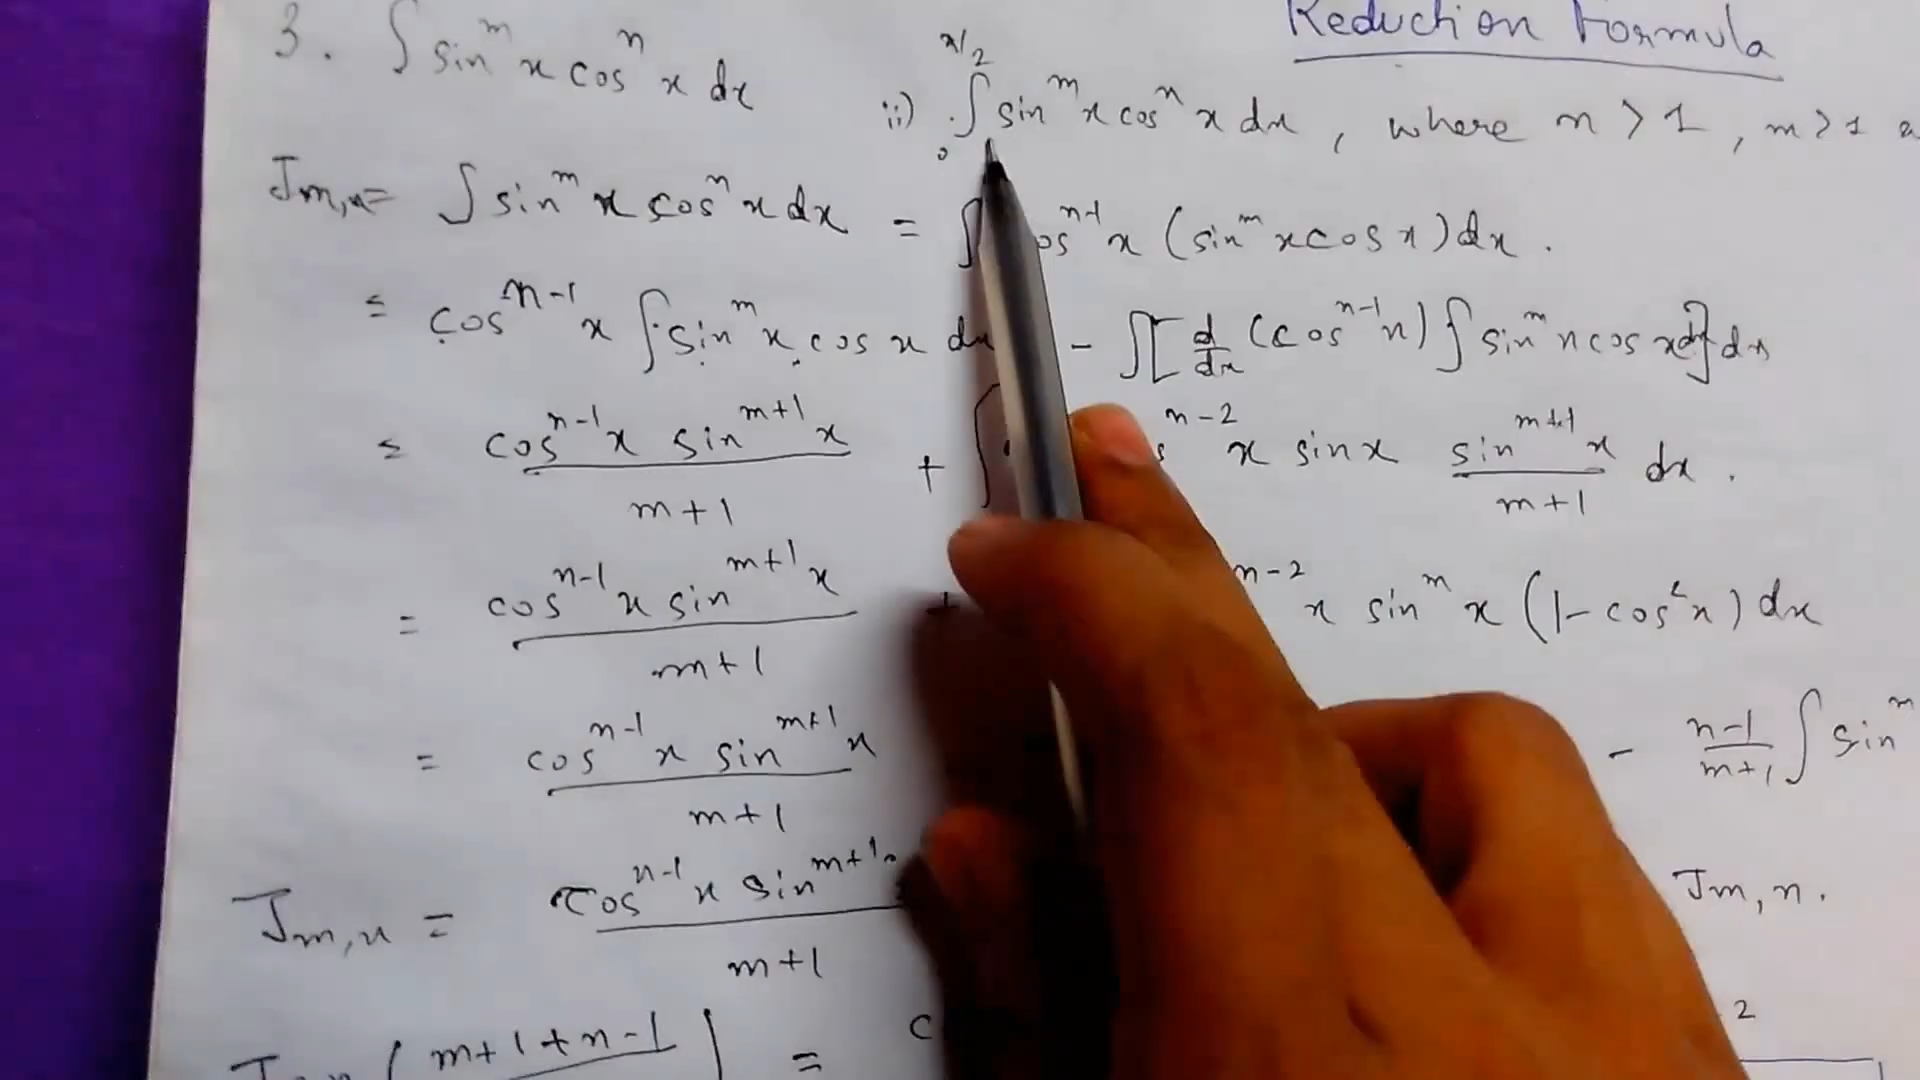 Reduction Formula
3. ∫ sin^m x cos^n x dx
ii) ∫_0^{π/2} sin^m x cos^n x dx, where n > 1, m > 1
J_{m,n} = ∫ sin^m x cos^n x dx = ∫ cos^{n-1} x (sin^m x cos x) dx.
= cos^{n-1} x ∫ sin^m x cos x dx - ∫[d/dx (cos^{n-1} x) ∫ sin^m x cos x dx] dx
= cos^{n-1} x sin^{m+1} x / m+1 + ∫ ^{n-2} x sin x sin^{m+1} x / m+1 dx.
= cos^{n-1} x sin^{m+1} x / m+1 + ^{n-2} x sin^m x (1 - cos^2 x) dx
= cos^{n-1} x sin^{m+1} x / m+1 - n-1 / m+1 ∫ sin^m
J_{m,n} = cos^{n-1} x sin^{m+1} / m+1 J_{m,n}.
( m+1+n-1 ) =